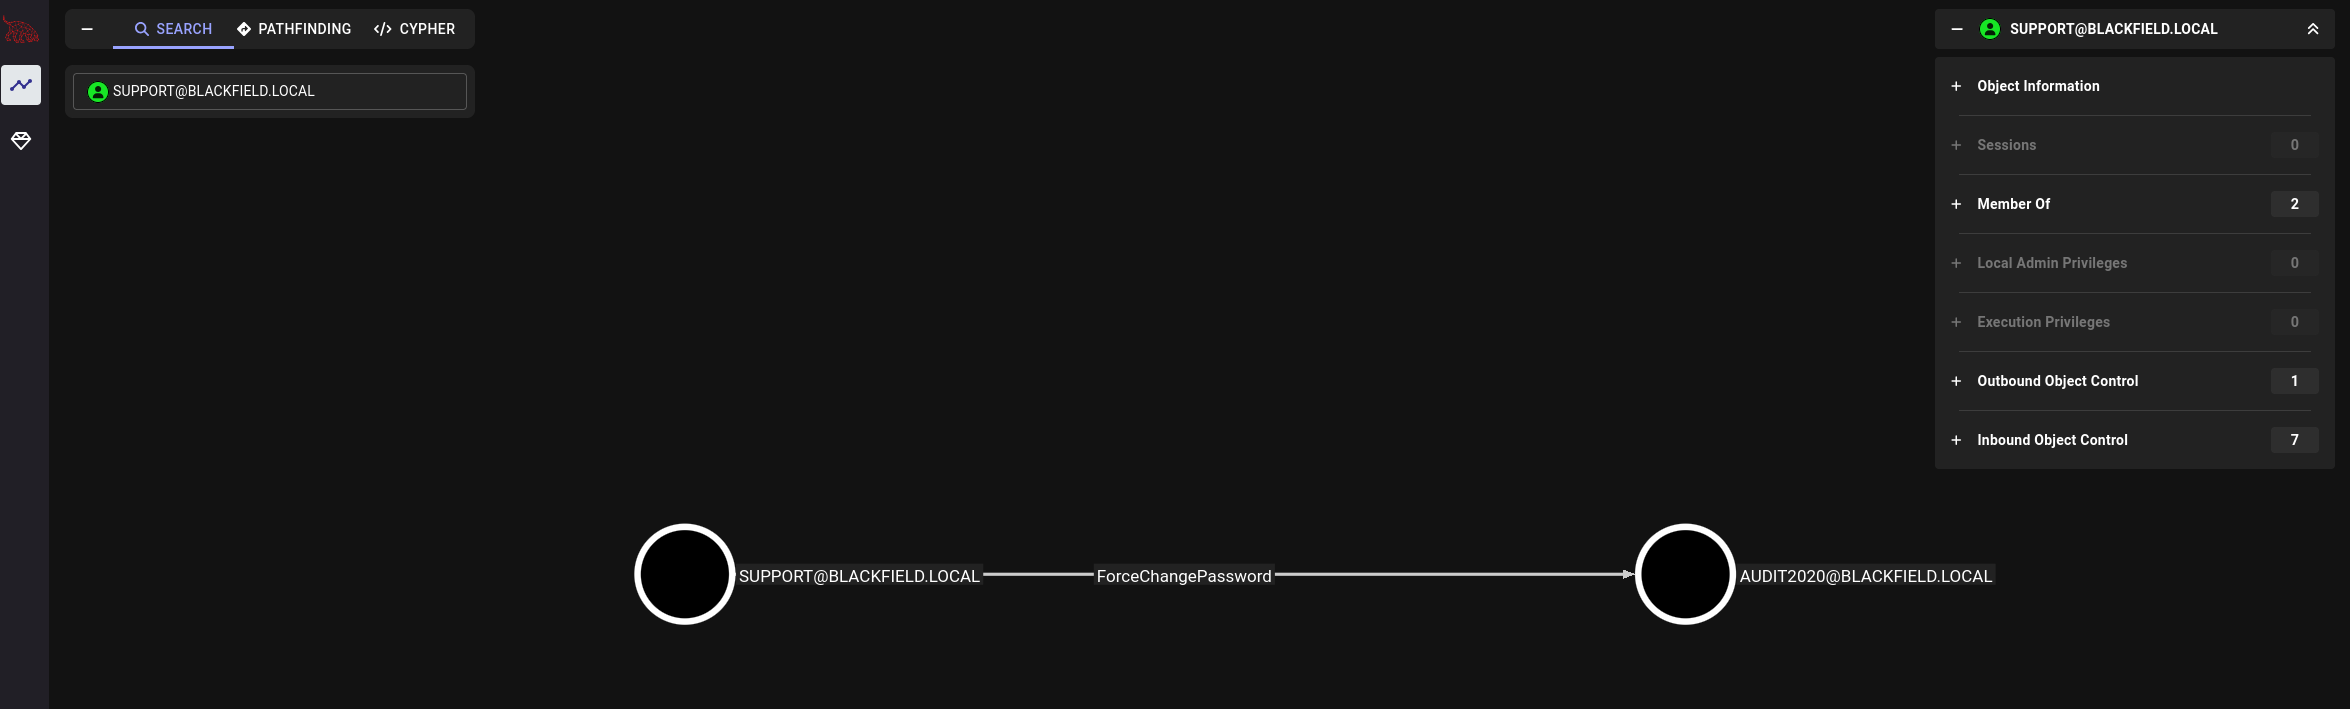 SEARCH PATHFINDING CYPHER
SUPPORT@BLACKFIELD.LOCAL
SUPPORT@BLACKFIELD.LOCAL
Object Information
Sessions 0
Member Of 2
Local Admin Privileges 0
Execution Privileges 0
Outbound Object Control 1
Inbound Object Control 7
SUPPORT@BLACKFIELD.LOCAL ForceChangePassword AUDIT2020@BLACKFIELD.LOCAL